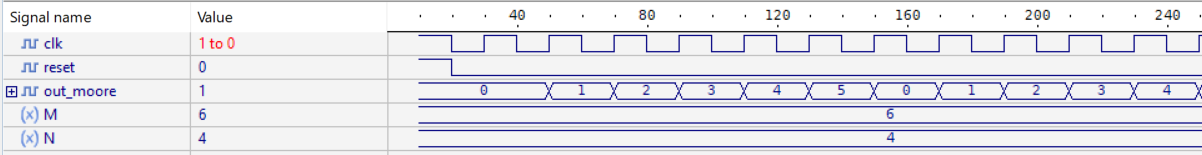 Signal name Value 40 80 120 160 200 240
clk 1 to 0
reset 0
out_moore 1 0 1 2 3 4 5 0 1 2 3 4
(x) M 6 6
(x) N 4 4